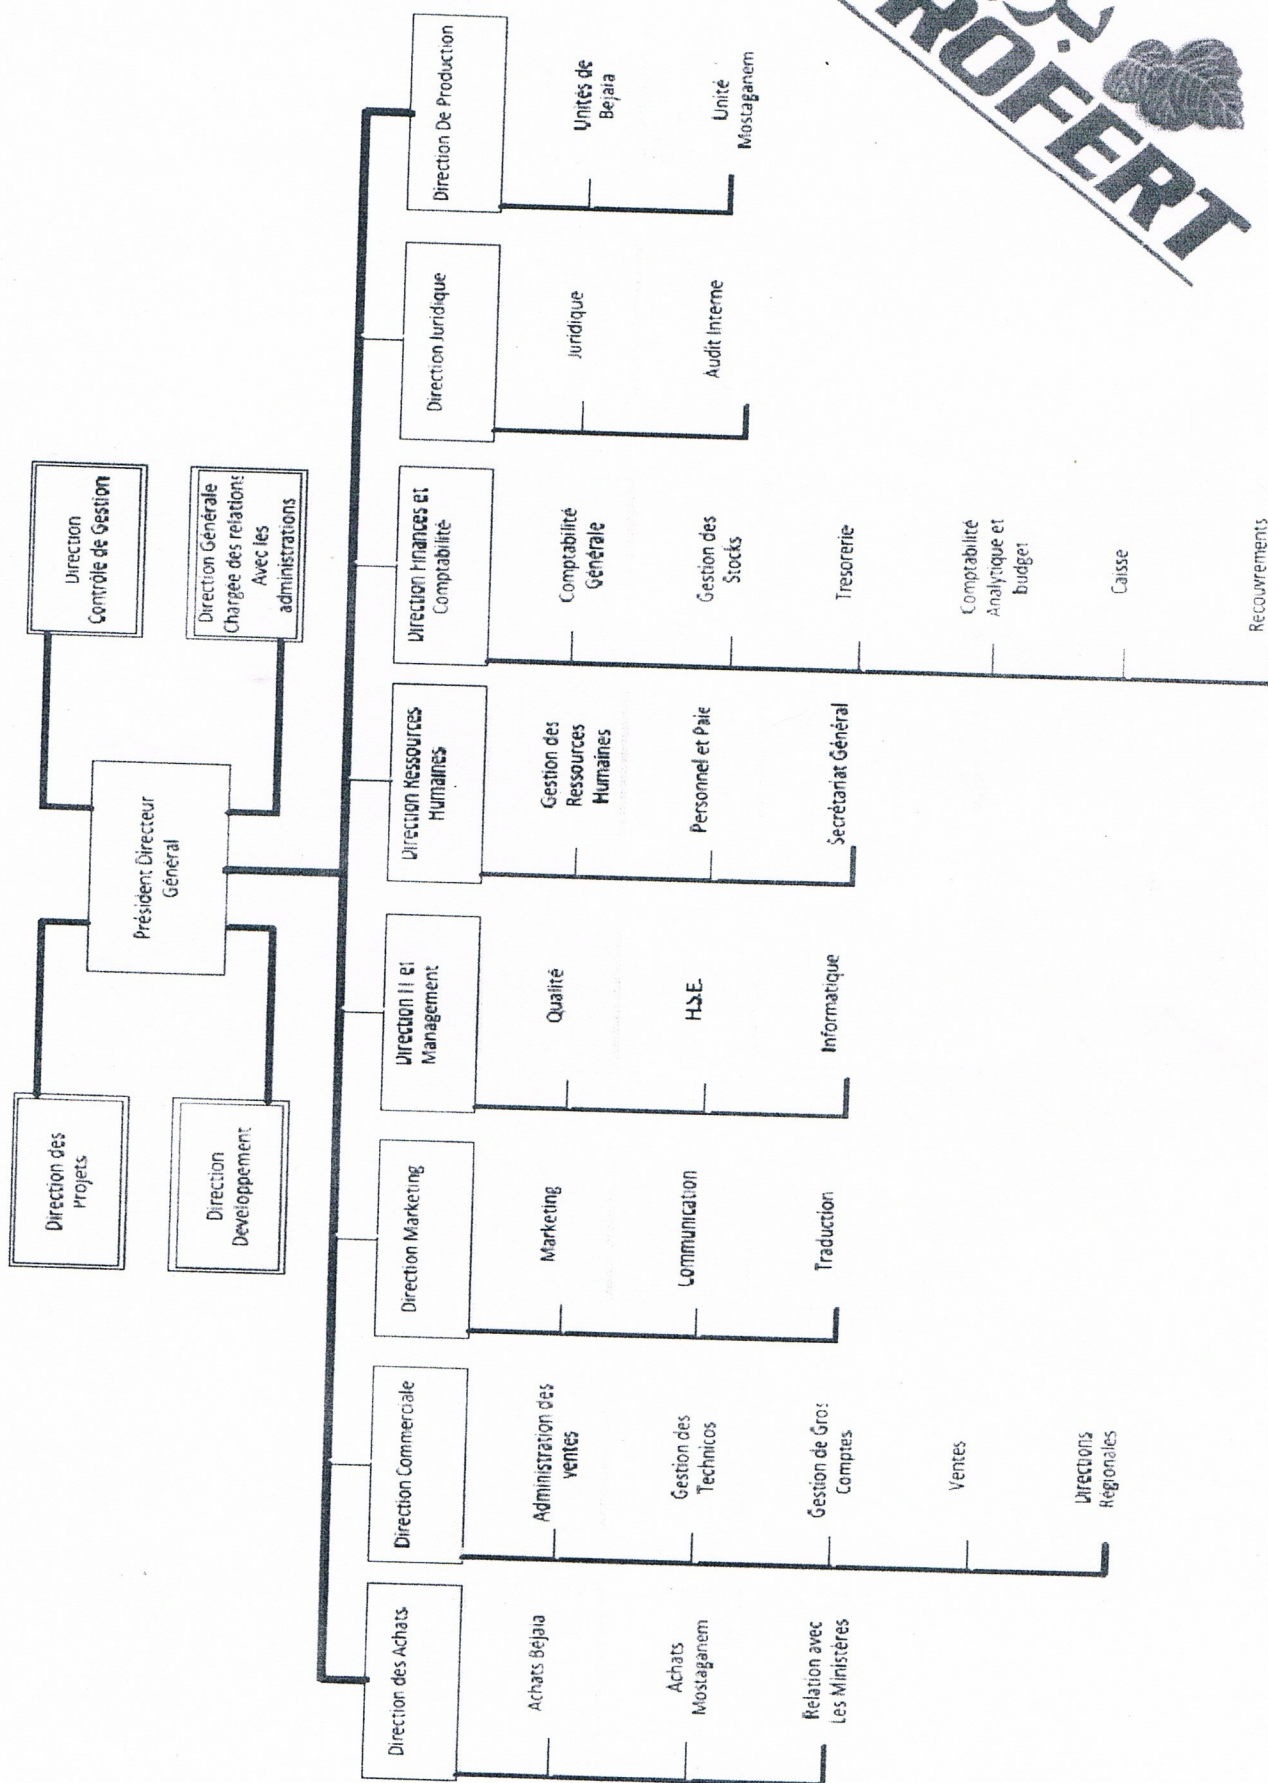 Direction des
Projets
Direction
Développement
Président Directeur
Général
Direction
Contrôle de Gestion
Direction Générale
Chargée des relations
Avec les
administrations
Direction des Achats
Achats Béjaia
Achats
Mostaganem
Relation avec
Les Ministères
Direction Commerciale
Administration des
ventes
Gestion des
Technicos
Gestion de Gros
Comptes
Ventes
Directions
Régionales
Direction Marketing
Marketing
Communication
Traduction
Direction IT et
Management
Qualité
H.S.E.
Informatique
Direction Ressources
Humaines
Gestion des
Ressources
Humaines
Personnel et Paie
Secrétariat Général
Direction Finances et
Comptabilité
Comptabilité
Générale
Gestion des
Stocks
Tresorerie
Comptabilité
Analytique et
budget
Caisse
Recouvrements
Direction Juridique
Juridique
Audit Interne
Direction De Production
Unités de
Bejaia
Unité
Mostaganem
ROFERT